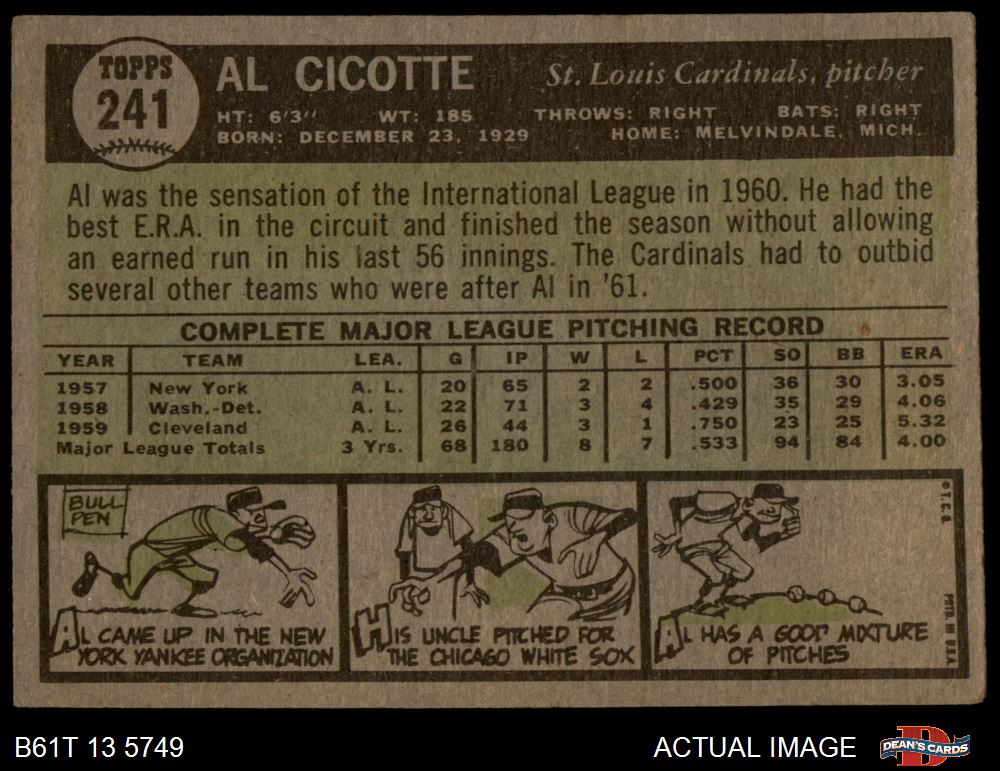 TOPPS
241
AL CICOTTE
St. Louis Cardinals, pitcher
HT: 6'3" WT: 185 THROWS: RIGHT BATS: RIGHT
BORN: DECEMBER 23, 1929 HOME: MELVINDALE, MICH.
Al was the sensation of the International League in 1960. He had the
best E.R.A. in the circuit and finished the season without allowing
an earned run in his last 56 innings. The Cardinals had to outbid
several other teams who were after Al in '61.
COMPLETE MAJOR LEAGUE PITCHING RECORD
YEAR TEAM LEA. G IP W L PCT SO BB ERA
1957 New York A. L. 20 65 2 2 .500 36 30 3.05
1958 Wash.-Det. A. L. 22 71 3 4 .429 35 29 4.06
1959 Cleveland A. L. 26 44 3 1 .750 23 25 5.32
Major League Totals 3 Yrs. 68 180 8 7 .533 94 84 4.00
BULL
PEN
AL CAME UP IN THE NEW
YORK YANKEE ORGANIZATION
HIS UNCLE PITCHED FOR
THE CHICAGO WHITE SOX
AL HAS A GOOD MIXTURE
OF PITCHES
© T. C. G.
PRTD. IN U.S.A.
B61T 13 5749
ACTUAL IMAGE
DEAN'S CARDS